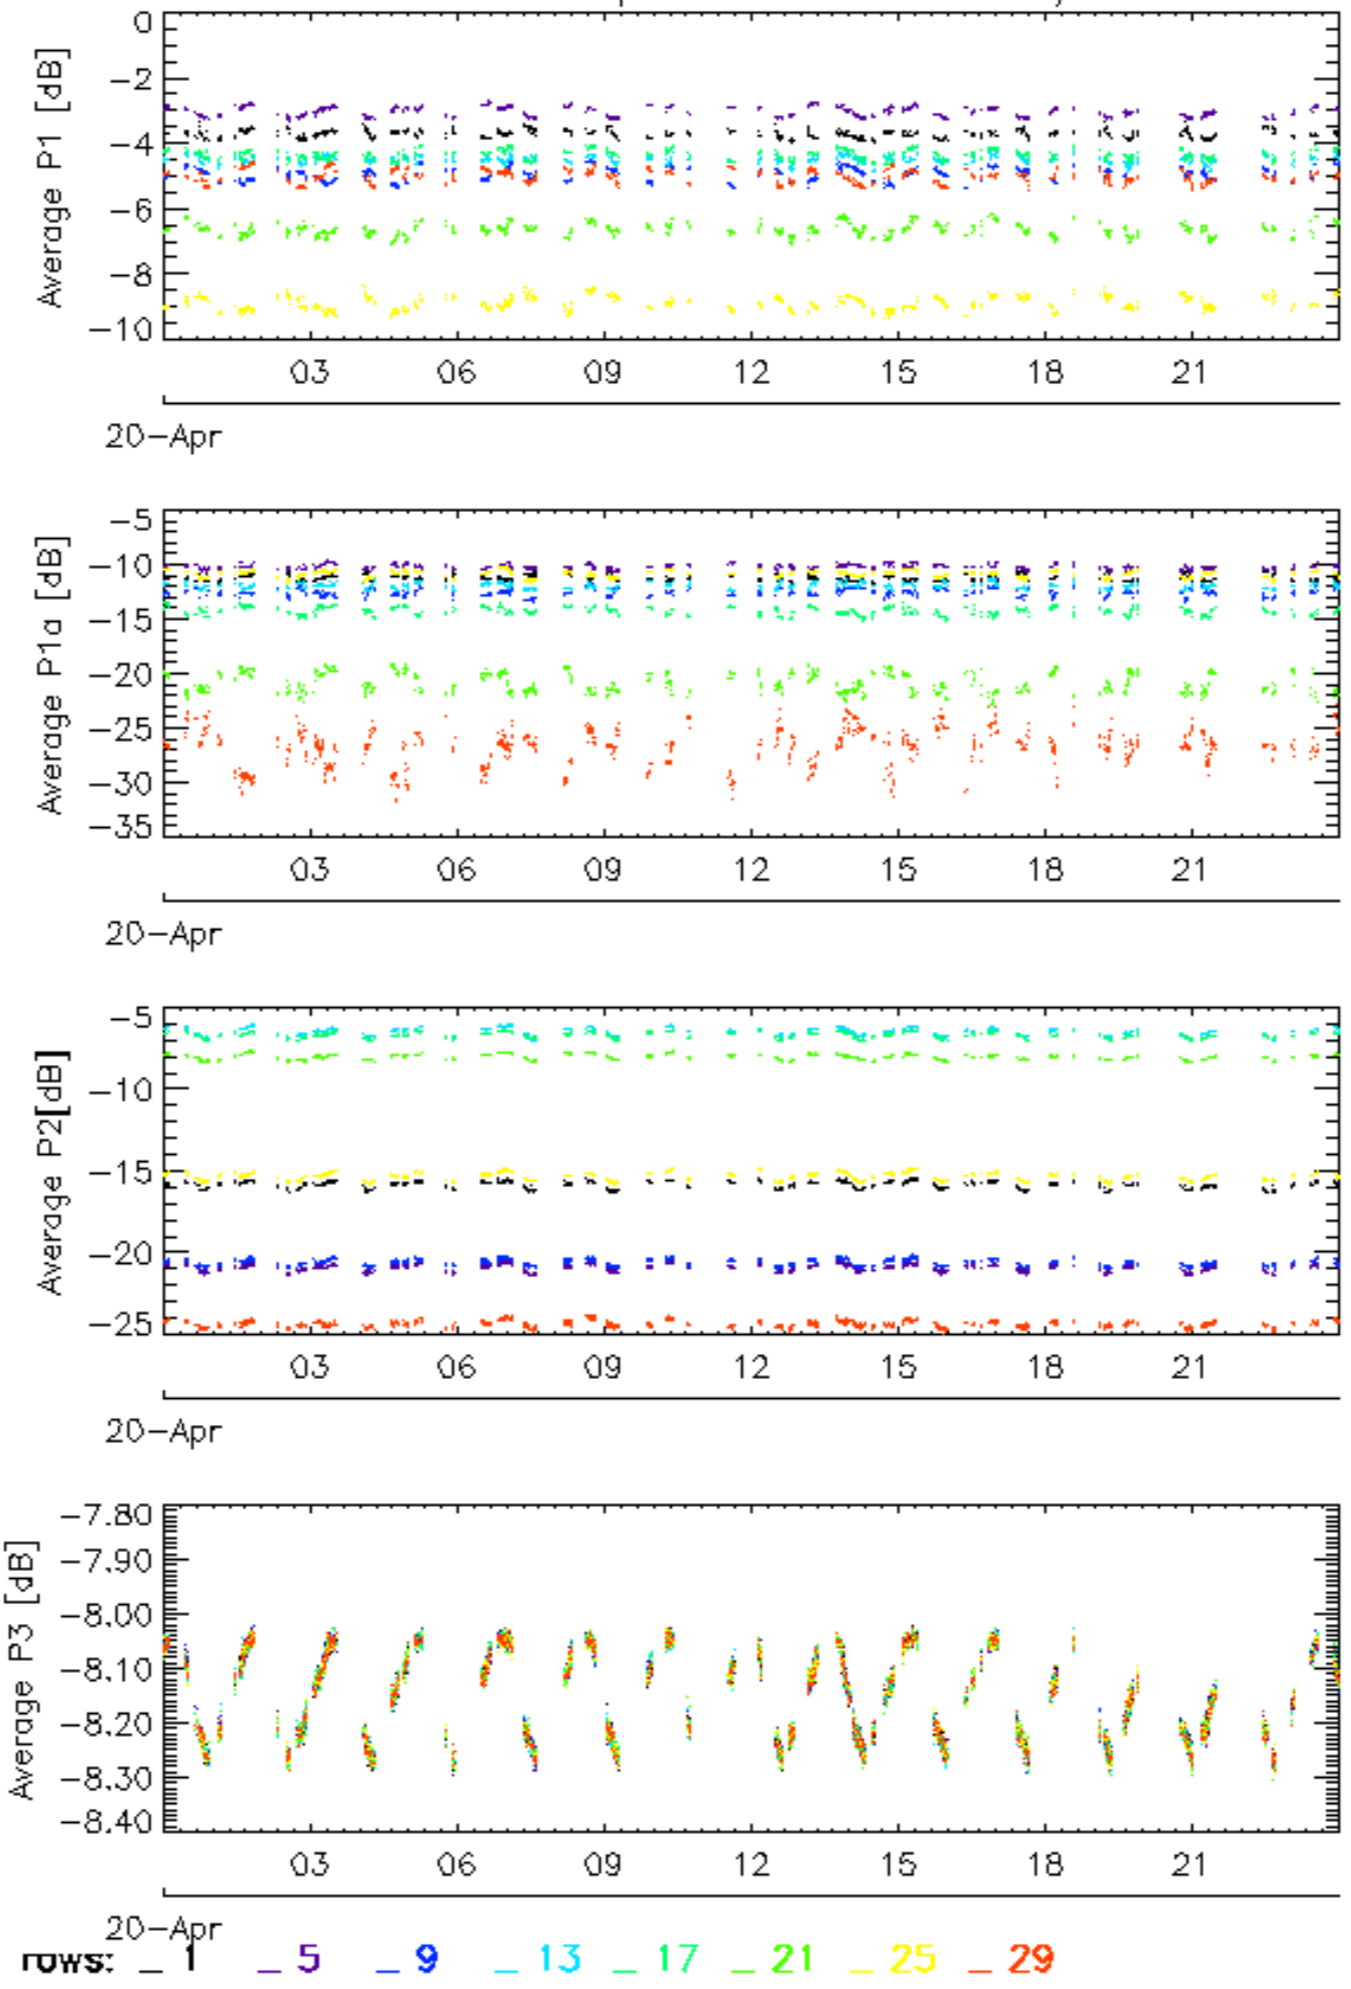 0
−2
−4
−6
−8
−10
Average P1 [dB]
03 06 09 12 15 18 21
20−Apr
−5
−10
−15
−20
−25
−30
−35
Average P1a [dB]
03 06 09 12 15 18 21
20−Apr
−5
−10
−15
−20
−25
Average P2[dB]
03 06 09 12 15 18 21
20−Apr
−7.80
−7.90
−8.00
−8.10
−8.20
−8.30
−8.40
Average P3 [dB]
03 06 09 12 15 18 21
20−Apr
rows: _ 1 _ 5 _ 9 _ 13 _ 17 _ 21 _ 25 _ 29